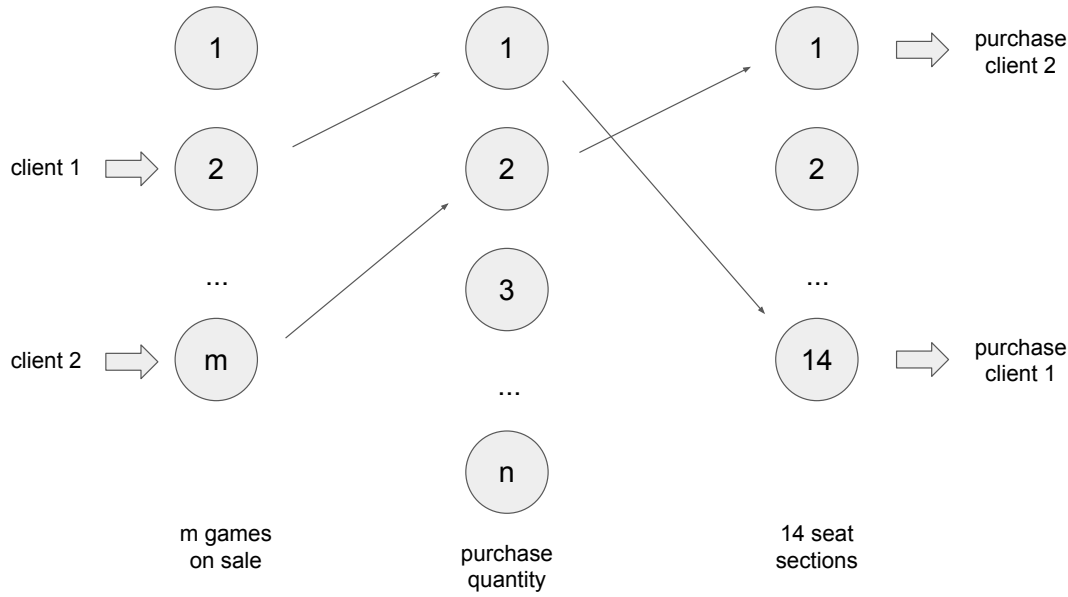 1
1
1
purchase
client 2
client 1
2
2
2
...
3
...
client 2
m
14
purchase
client 1
...
n
m games
on sale
purchase
quantity
14 seat
sections